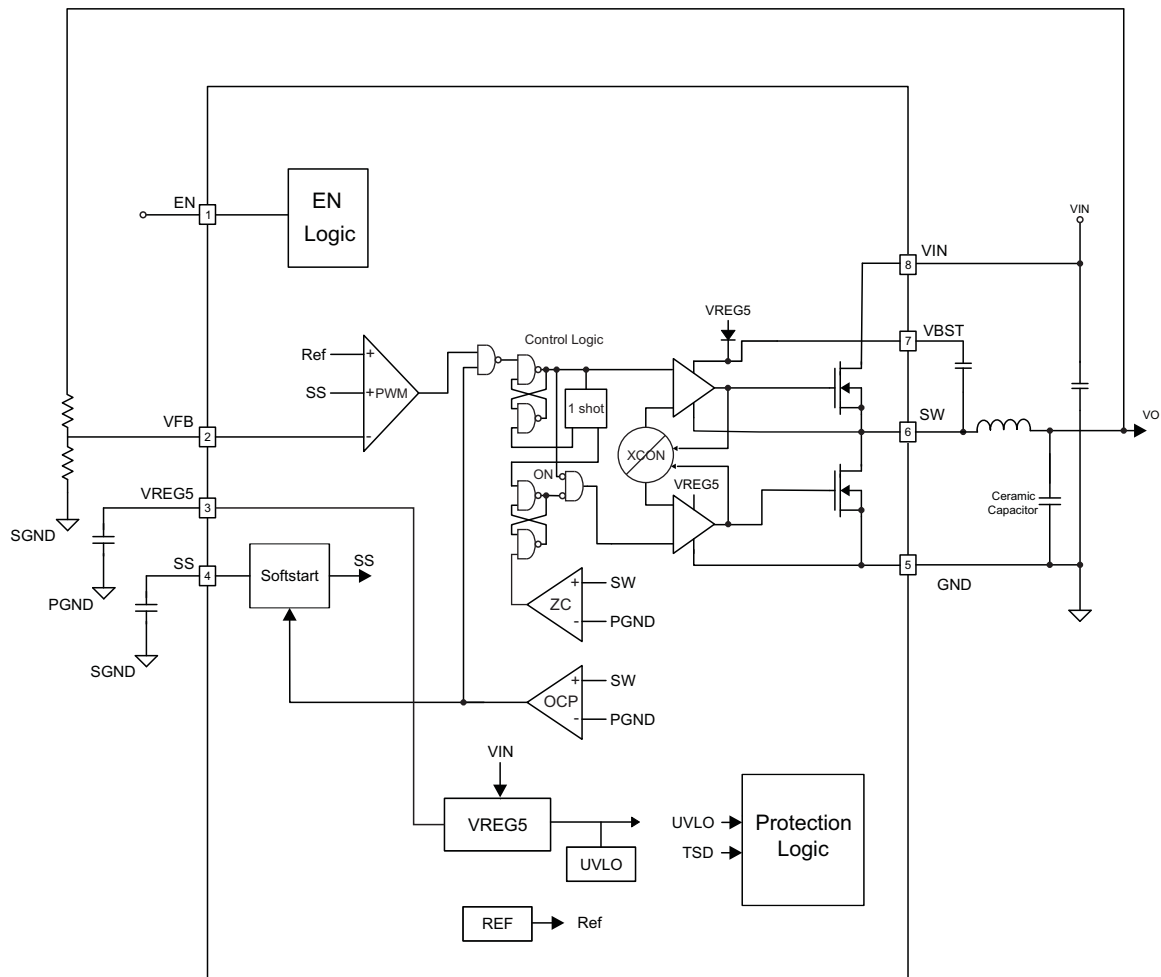 EN
1
EN
Logic
VIN
8
VIN
VREG5
VBST
7
Control Logic
Ref
+
SS
+
PWM
-
1 shot
VFB
2
SW
6
VO
XCON
ON
VREG5
VREG5
3
SGND
Ceramic
Capacitor
SS
4
Softstart
SS
5
GND
PGND
+
SW
ZC
-
PGND
SGND
+
SW
OCP
-
PGND
VIN
VREG5
UVLO
UVLO
TSD
Protection
Logic
REF
Ref